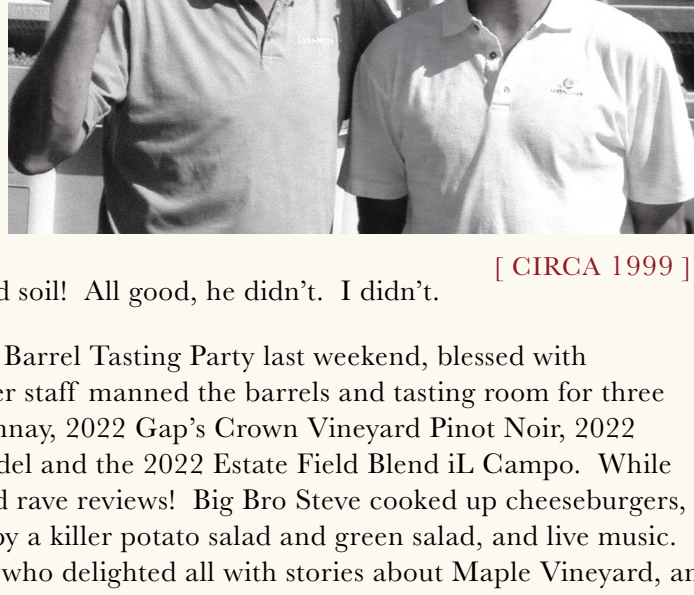 [ CIRCA 1999 ]
d soil!  All good, he didn’t.  I didn’t.
Barrel Tasting Party last weekend, blessed with
er staff manned the barrels and tasting room for three
nnay, 2022 Gap’s Crown Vineyard Pinot Noir, 2022
del and the 2022 Estate Field Blend iL Campo.  While
d rave reviews!  Big Bro Steve cooked up cheeseburgers,
by a killer potato salad and green salad, and live music.
who delighted all with stories about Maple Vineyard, an